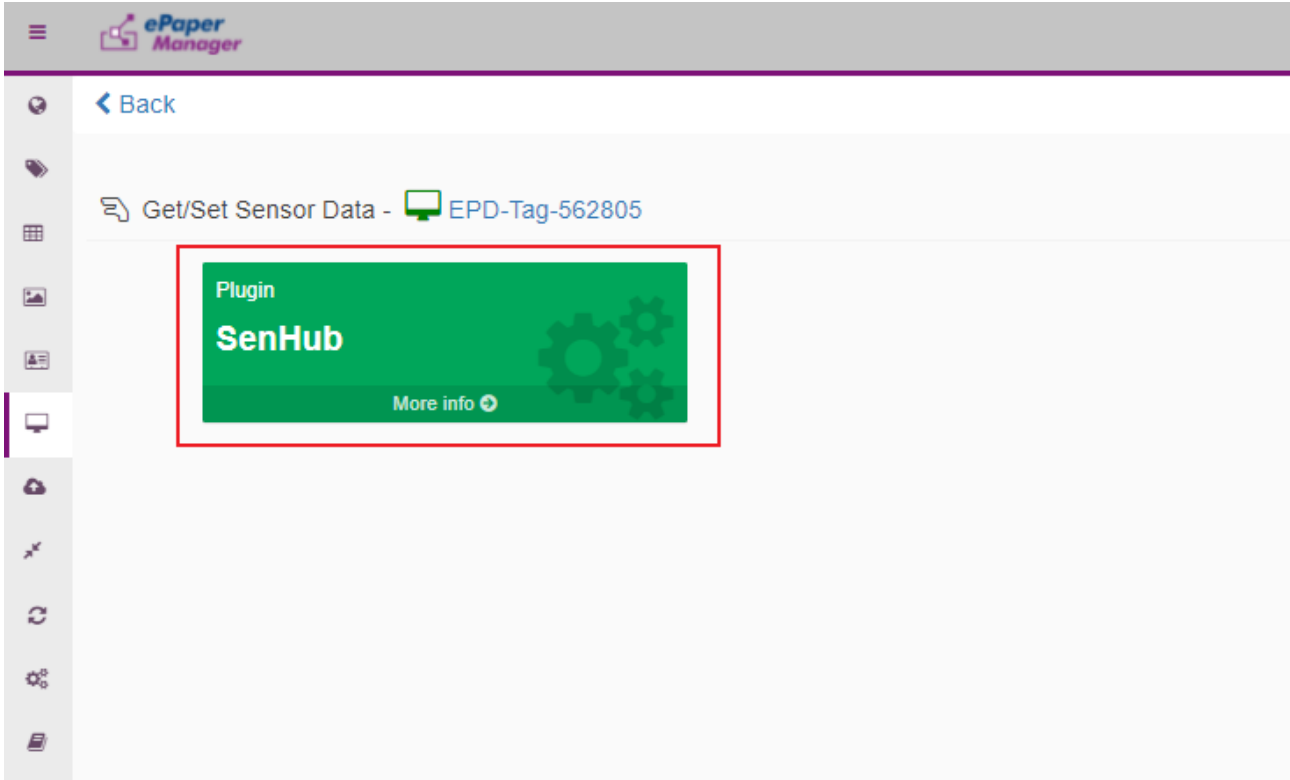 ePaper
Manager
Back
Get/Set Sensor Data - EPD-Tag-562805
Plugin
SenHub
More info